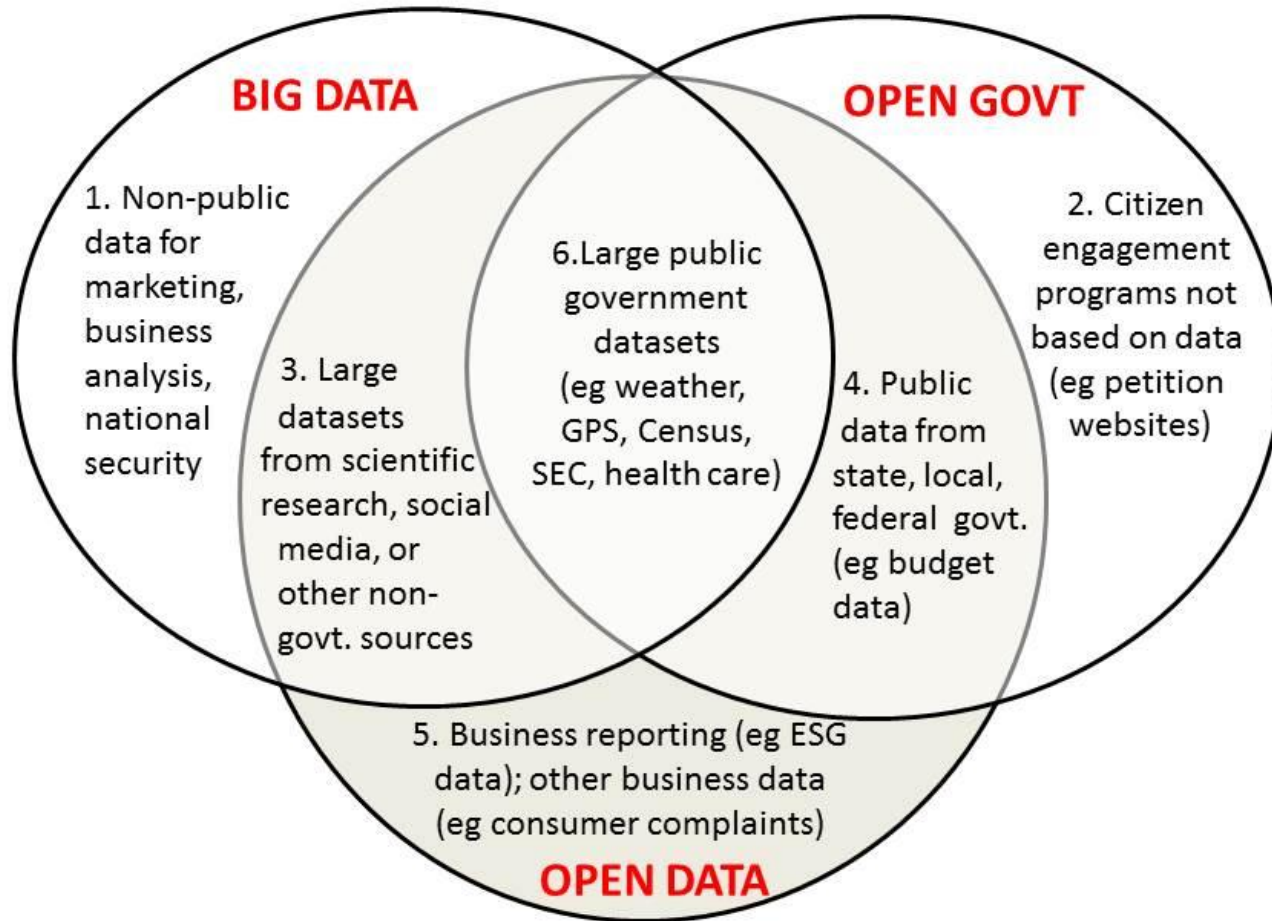 BIG DATA
OPEN GOVT
1. Non-public
data for
marketing,
business
analysis,
national
security
2. Citizen
engagement
programs not
based on data
(eg petition
websites)
3. Large
datasets
from scientific
research, social
media, or
other non-
govt. sources
6.Large public
government
datasets
(eg weather,
GPS, Census,
SEC, health care)
4. Public
data from
state, local,
federal govt.
(eg budget
data)
5. Business reporting (eg ESG
data); other business data
(eg consumer complaints)
OPEN DATA